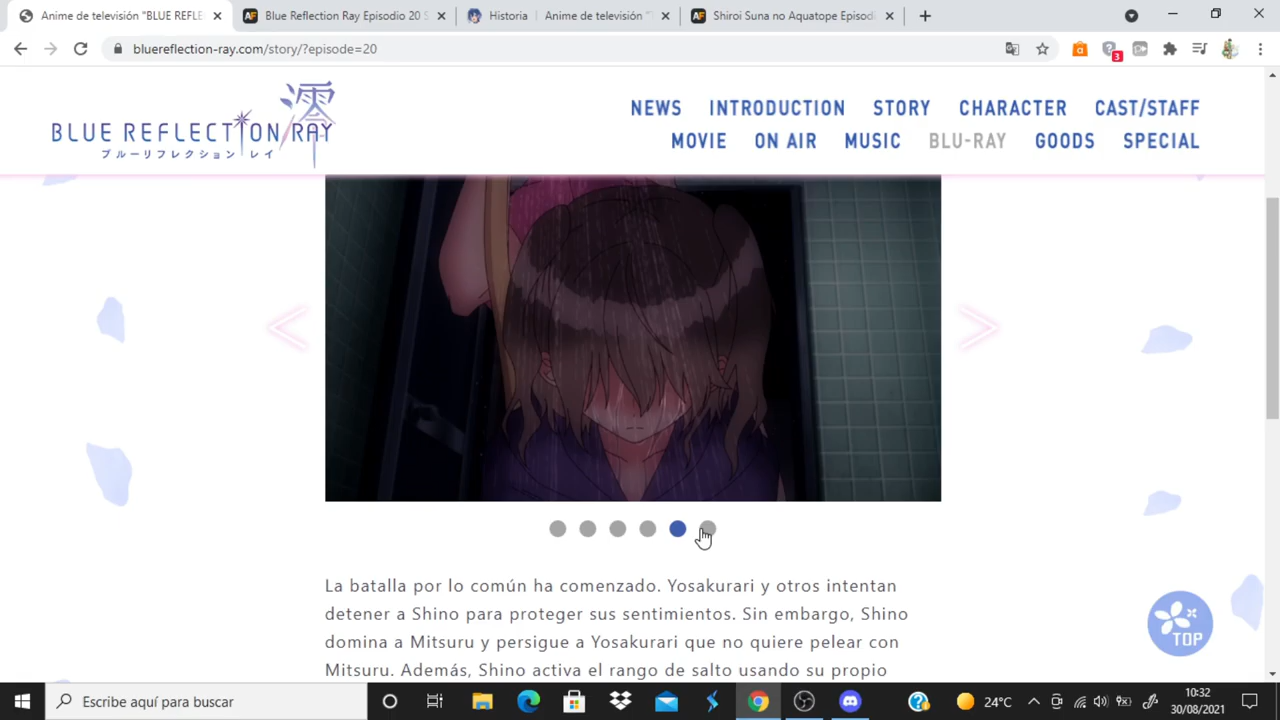 Anime de televisión "BLUE REFLE
Blue Reflection Ray Episodio 20 S
Historia | Anime de televisión "
Shiroi Suna no Aquatope Episodi
bluereflection-ray.com/story/?episode=20
3
澪
BLUE REFLECTION RAY
ブルーリフレクション レイ
NEWS INTRODUCTION STORY CHARACTER CAST/STAFF
MOVIE ON AIR MUSIC BLU-RAY GOODS SPECIAL
La batalla por lo común ha comenzado. Yosakurari y otros intentan
detener a Shino para proteger sus sentimientos. Sin embargo, Shino
domina a Mitsuru y persigue a Yosakurari que no quiere pelear con
Mitsuru. Además, Shino activa el rango de salto usando su propio
TOP
Escribe aquí para buscar
24°C
10:32
30/08/2021